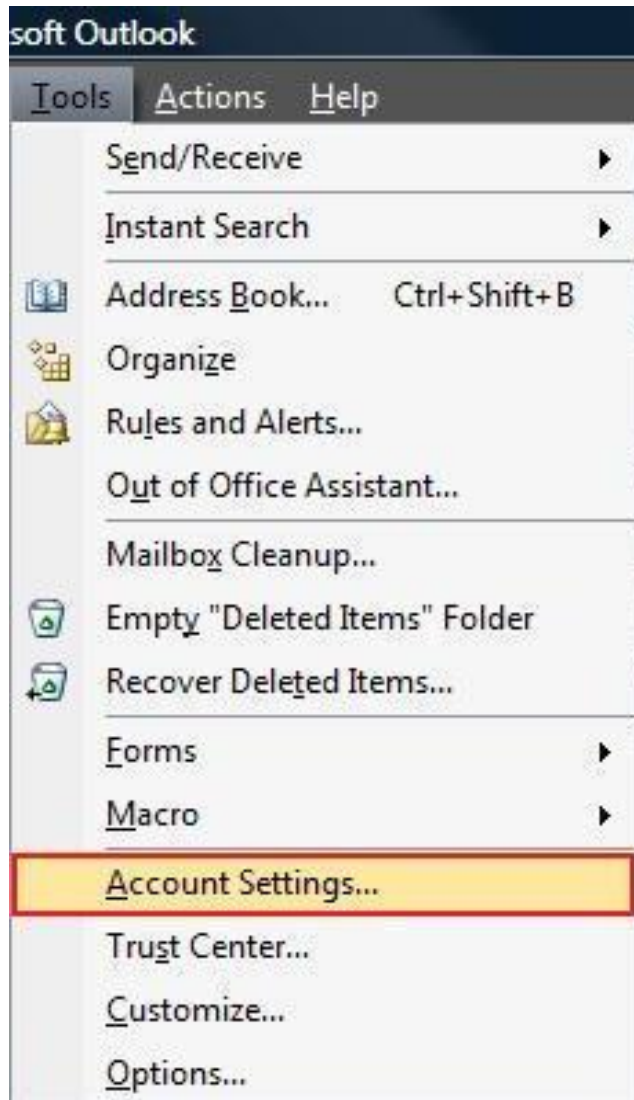 soft Outlook
Tools Actions Help
Send/Receive
Instant Search
Address Book... Ctrl+Shift+B
Organize
Rules and Alerts...
Out of Office Assistant...
Mailbox Cleanup...
Empty "Deleted Items" Folder
Recover Deleted Items...
Forms
Macro
Account Settings...
Trust Center...
Customize...
Options...